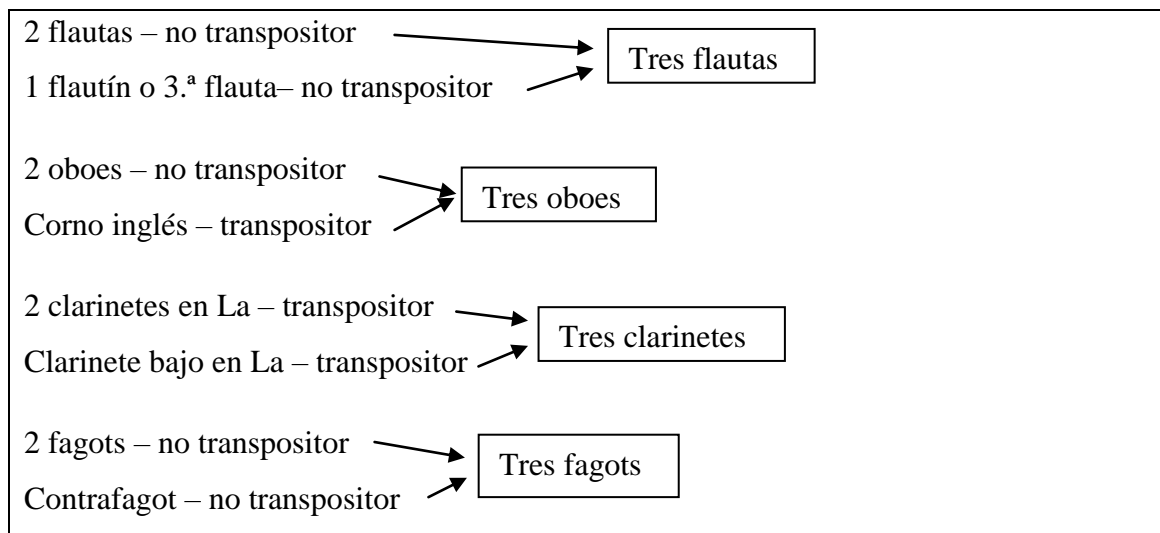 2 flautas – no transpositor
Tres flautas
1 flautín o 3.ª flauta– no transpositor
2 oboes – no transpositor
Tres oboes
Corno inglés – transpositor
2 clarinetes en La – transpositor
Tres clarinetes
Clarinete bajo en La – transpositor
2 fagots – no transpositor
Tres fagots
Contrafagot – no transpositor